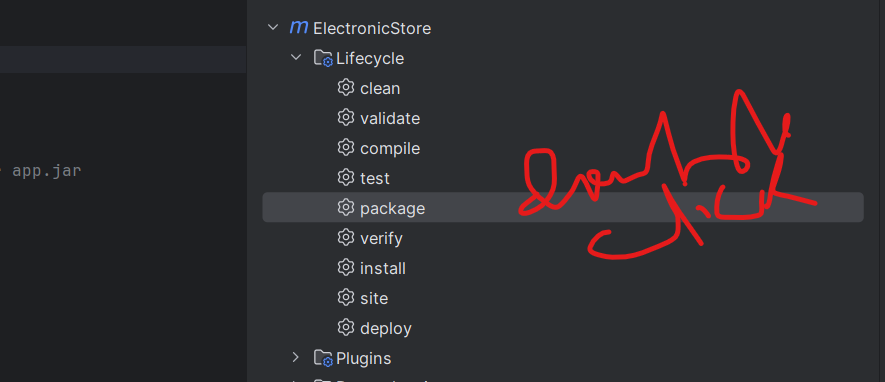 m ElectronicStore
Lifecycle
clean
validate
compile
app.jar
test
package
verify
install
site
deploy
Plugins